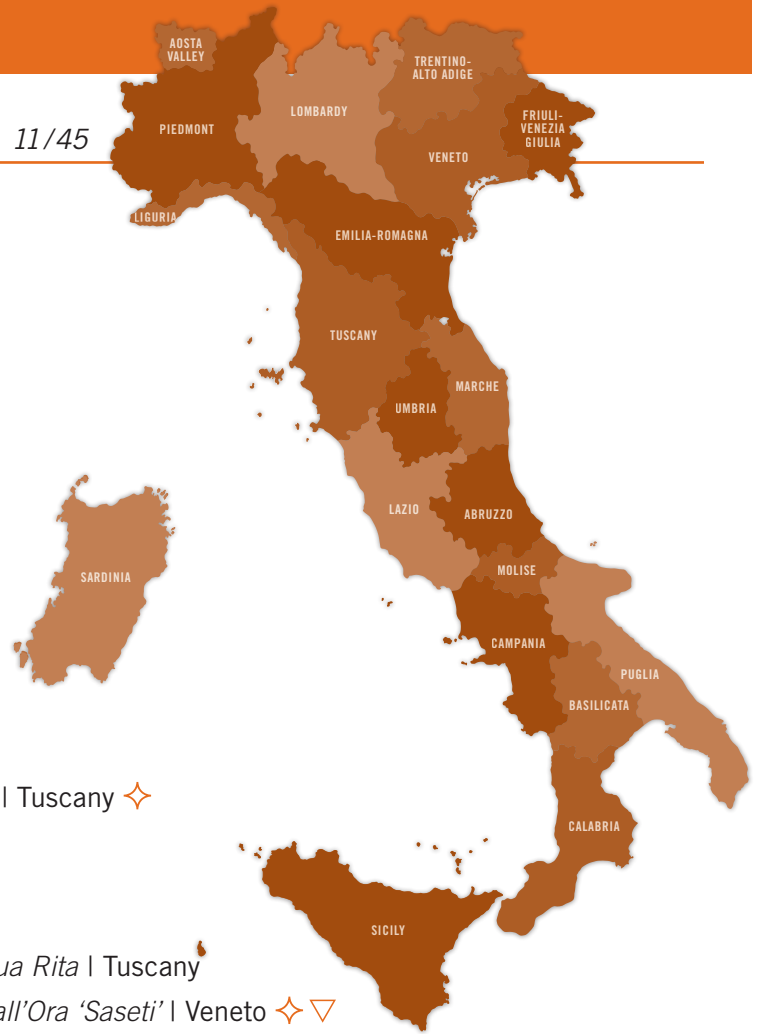 AOSTA
VALLEY
TRENTINO-
ALTO ADIGE
LOMBARDY
FRIULI-
VENEZIA
GIULIA
11/45
PIEDMONT
VENETO
LIGURIA
EMILIA-ROMAGNA
TUSCANY
MARCHE
UMBRIA
LAZIO
ABRUZZO
MOLISE
SARDINIA
CAMPANIA
PUGLIA
BASILICATA
| Tuscany
CALABRIA
SICILY
ua Rita | Tuscany
all'Ora ‘Saseti’ | Veneto